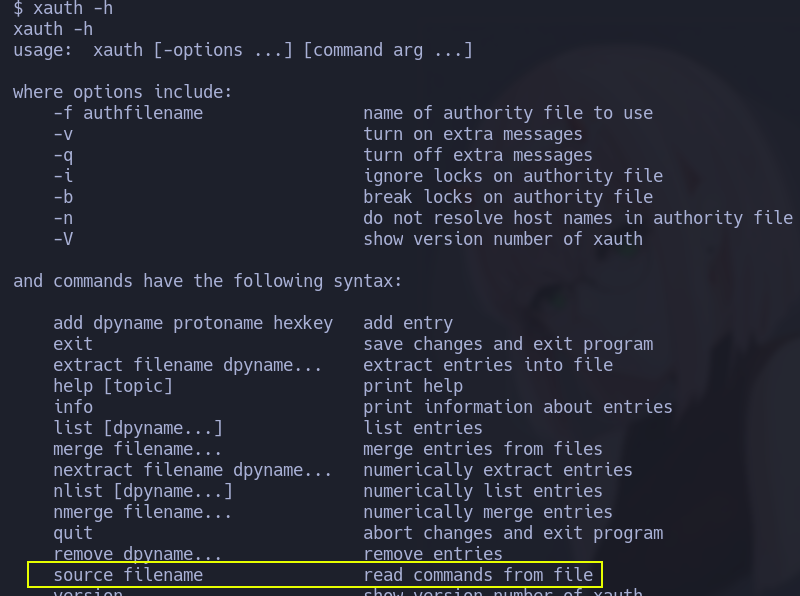 $ xauth -h
xauth -h
usage:  xauth [-options ...] [command arg ...]

where options include:
    -f authfilename                name of authority file to use
    -v                             turn on extra messages
    -q                             turn off extra messages
    -i                             ignore locks on authority file
    -b                             break locks on authority file
    -n                             do not resolve host names in authority file
    -V                             show version number of xauth

and commands have the following syntax:

    add dpyname protoname hexkey   add entry
    exit                           save changes and exit program
    extract filename dpyname...    extract entries into file
    help [topic]                   print help
    info                           print information about entries
    list [dpyname...]              list entries
    merge filename...              merge entries from files
    nextract filename dpyname...   numerically extract entries
    nlist [dpyname...]             numerically list entries
    nmerge filename...             numerically merge entries
    quit                           abort changes and exit program
    remove dpyname...              remove entries
    source filename                read commands from file
    version                        show version number of xauth